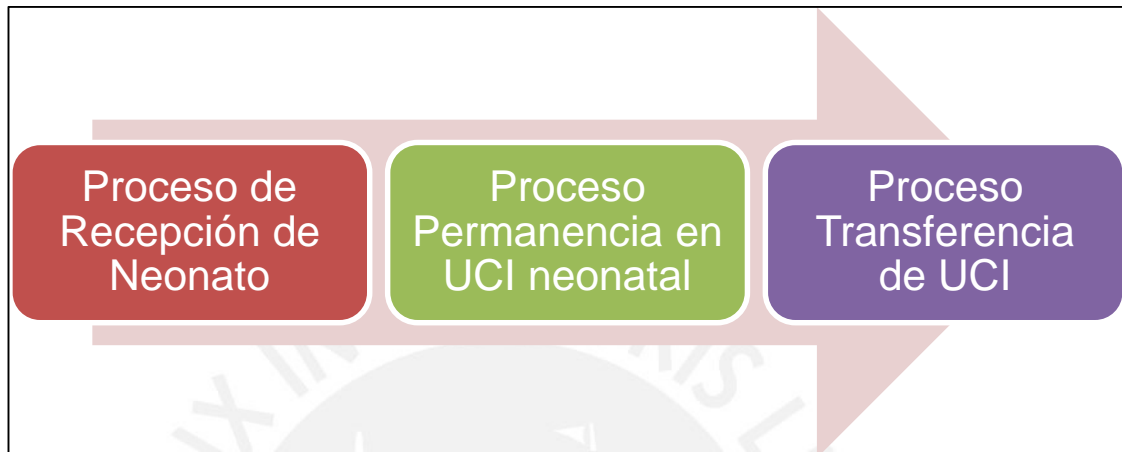 Proceso de
Recepción de
Neonato
Proceso
Permanencia en
UCI neonatal
Proceso
Transferencia
de UCI